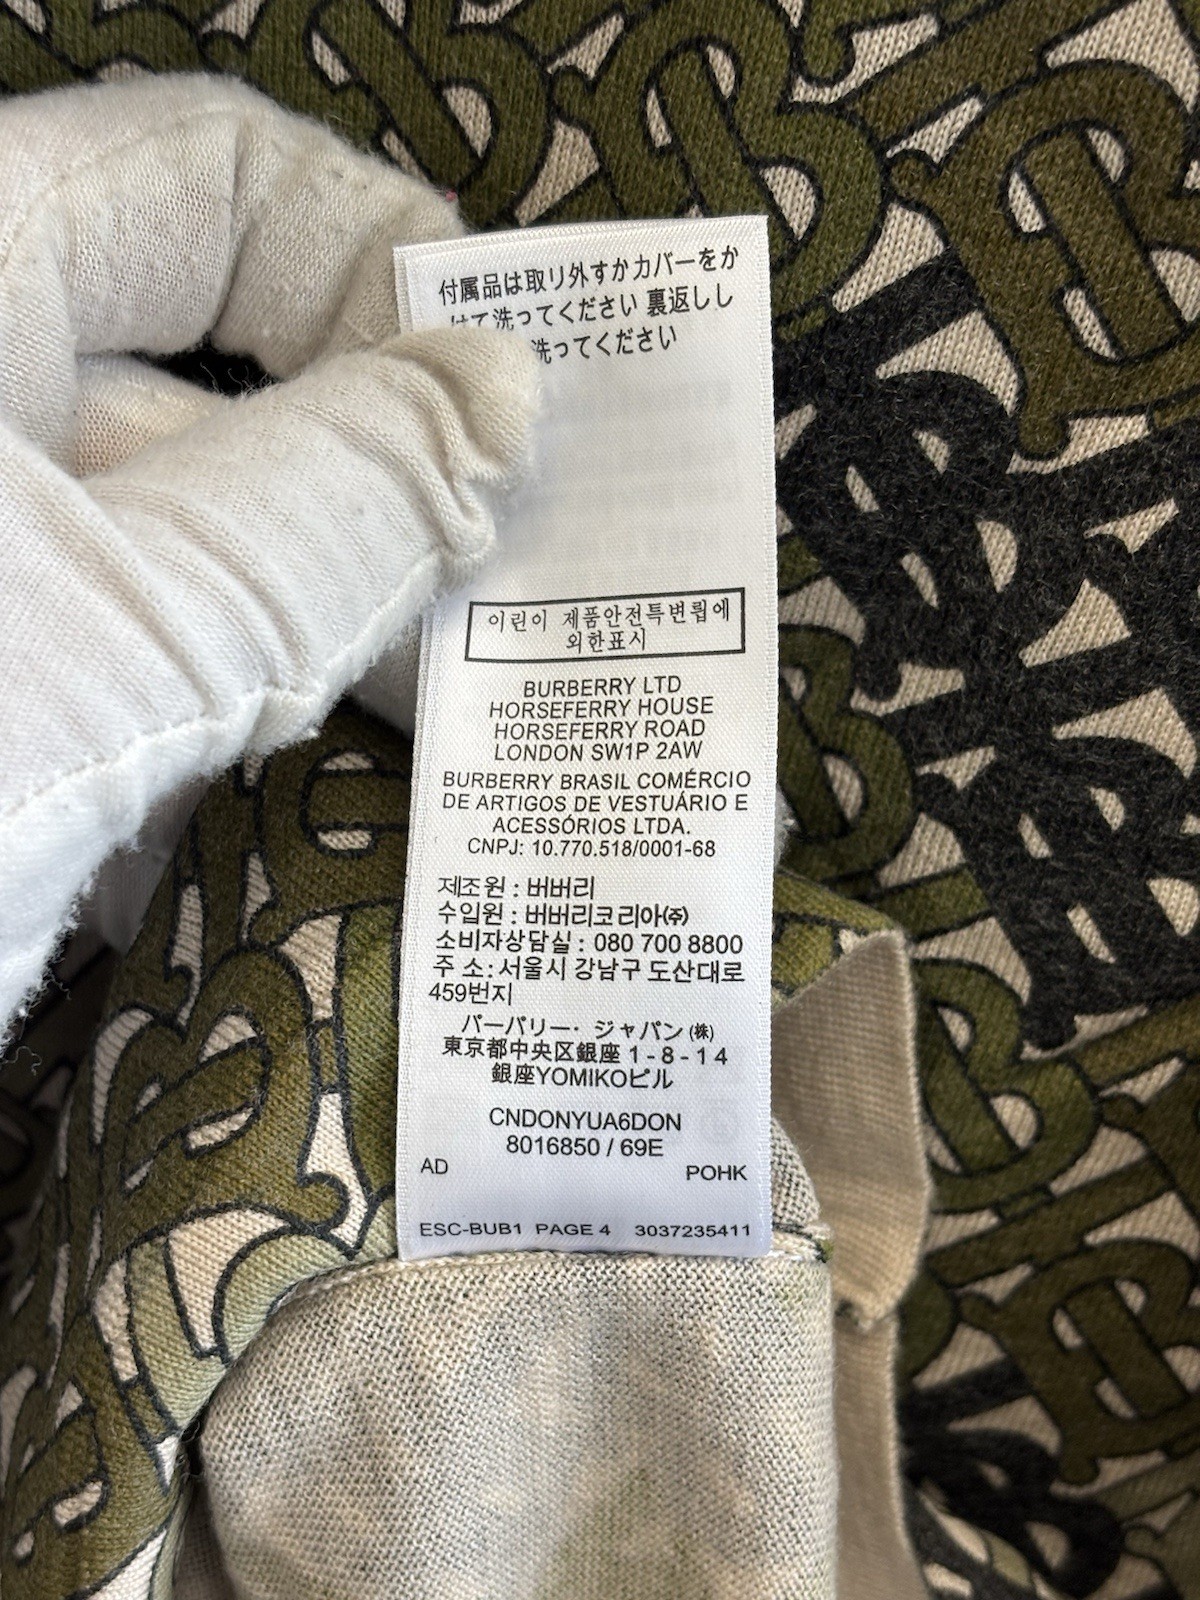 付属品は取り外すかカバーをか
けて洗ってください 裏返しし
洗ってください
이린이 제품안전특변륍에
외한표시
BURBERRY LTD
HORSEFERRY HOUSE
HORSEFERRY ROAD
LONDON SW1P 2AW
BURBERRY BRASIL COMÉRCIO
DE ARTIGOS DE VESTUÁRIO E
ACESSÓRIOS LTDA.
CNPJ: 10.770.518/0001-68
제조원 : 버버리
수입원 : 버버리코리아(주)
소비자상담실 : 080 700 8800
주 소 : 서울시 강남구 도산대로
459번지
バーバリー・ジャパン (株)
東京都中央区銀座 1 - 8 - 1 4
銀座YOMIKOビル
CNDONYUA6DON
8016850 / 69E
AD
POHK
ESC-BUB1 PAGE 4 3037235411